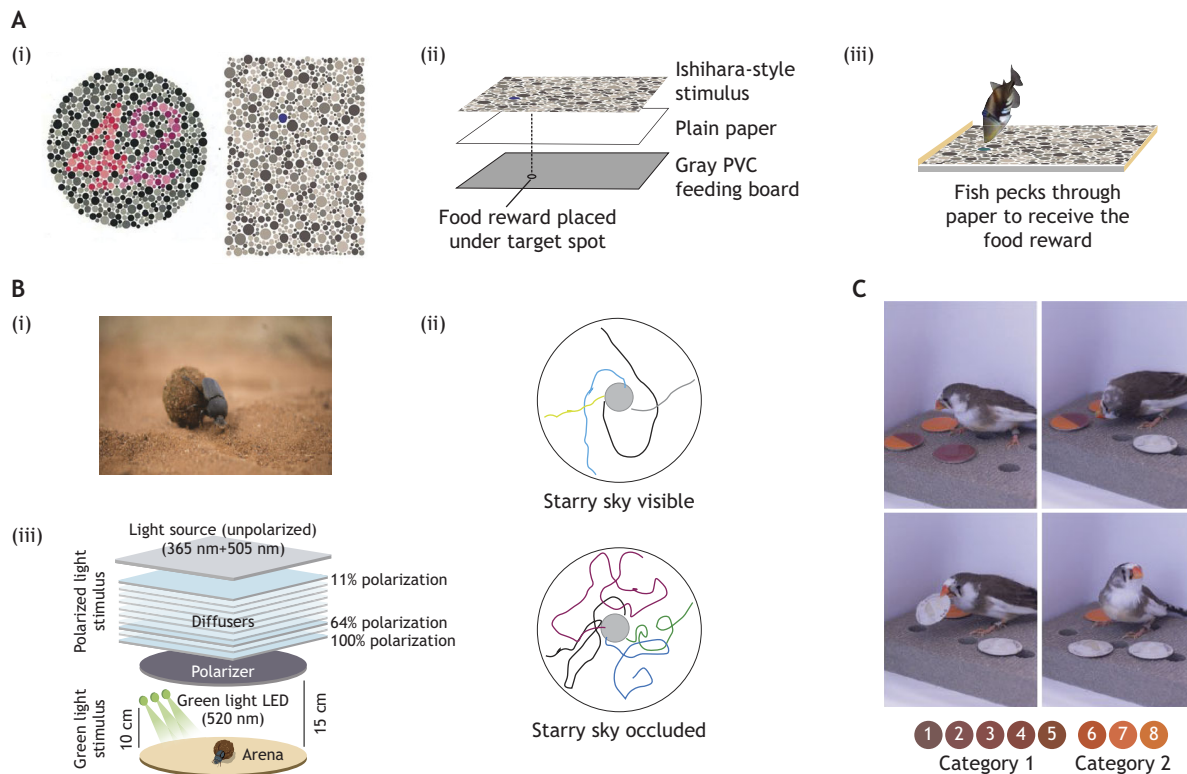 A
(i)
42
(ii)
Ishihara-style
stimulus
Plain paper
Gray PVC
feeding board
Food reward placed
under target spot
(iii)
Fish pecks through
paper to receive the
food reward
B
(i)
(ii)
Starry sky visible
Starry sky occluded
(iii)
Polarized light
stimulus
Light source (unpolarized)
(365 nm+505 nm)
11% polarization
Diffusers
64% polarization
100% polarization
Polarizer
Green light
stimulus
10 cm
Green light LED
(520 nm)
15 cm
Arena
C
1 2 3 4 5 6 7 8
Category 1 Category 2